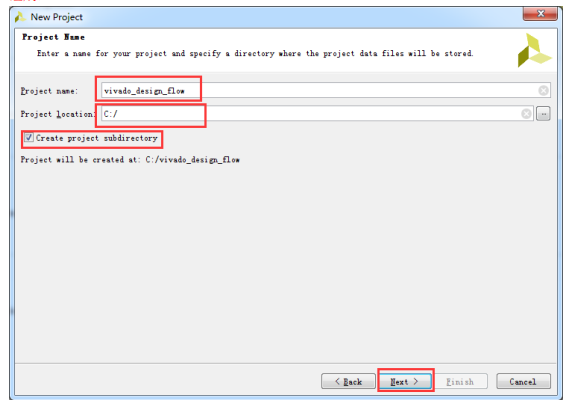 New Project
Project Name
Enter a name for your project and specify a directory where the project data files will be stored.
Project name: vivado_design_flow
Project location: C:/
Create project subdirectory
Project will be created at: C:/vivado_design_flow
< Back Next > Finish Cancel